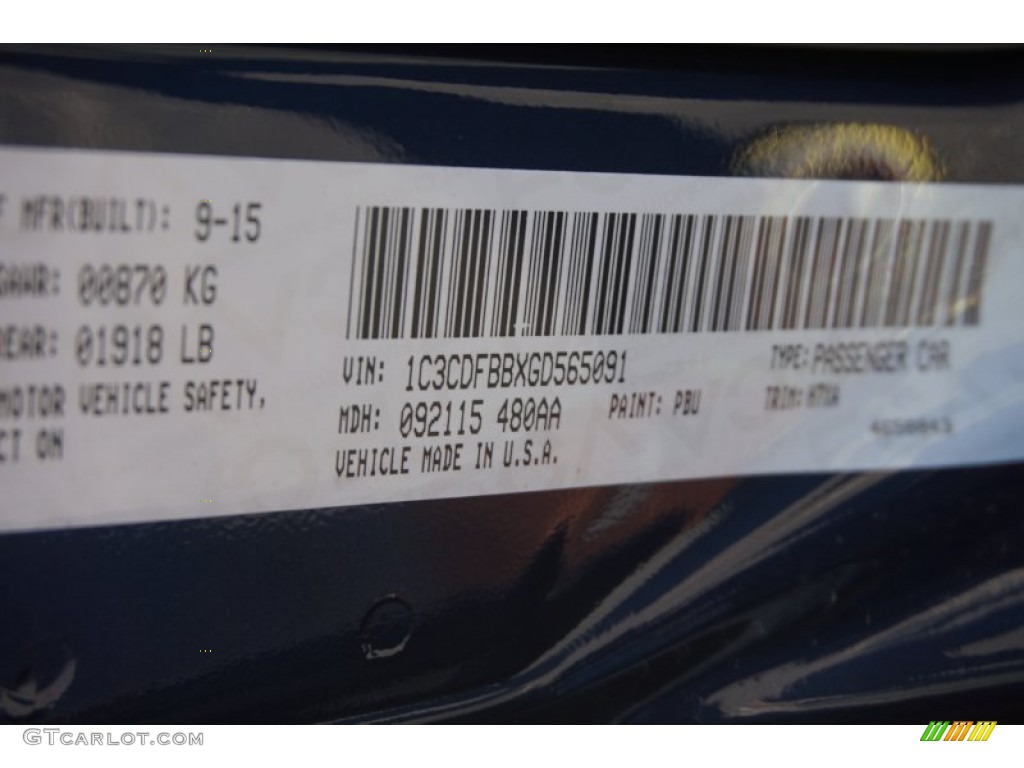 F MFR(BUILT): 9-15
GAWR: 00870 KG
REAR: 01918 LB
MOTOR VEHICLE SAFETY,
CT ON
VIN: 1C3CDFBBXGD565091
TYPE: PASSENGER CAR
MDH: 092115 480AA
PAINT: PBU
TRIM:
VEHICLE MADE IN U.S.A.
GTCARLOT.COM